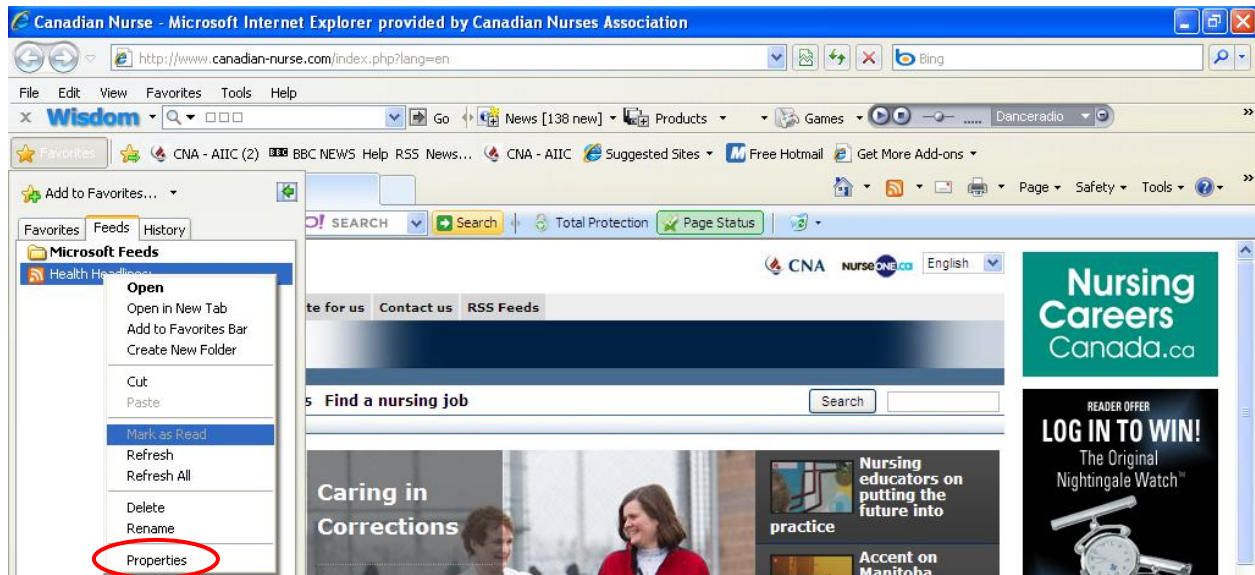 Canadian Nurse - Microsoft Internet Explorer provided by Canadian Nurses Association
http://www.canadian-nurse.com/index.php?lang=en
Bing
File Edit View Favorites Tools Help
x Wisdom Go News [138 new] Products Games Danceradio »
Favorites CNA - AIIC (2) BBC NEWS Help RSS News... CNA - AIIC Suggested Sites Free Hotmail Get More Add-ons
Add to Favorites... Page Safety Tools »
O! SEARCH Search Total Protection Page Status
Favorites Feeds History
Microsoft Feeds
Health Headlines
CNA NURSEONE.ca English
Open
Open in New Tab
Add to Favorites Bar
Create New Folder
Cut
Paste
Mark as Read
Refresh
Refresh All
Delete
Rename
Properties
te for us Contact us RSS Feeds
s Find a nursing job Search
Caring in
Corrections
Nursing
educators on
putting the
future into
practice
Accent on
Manitoba
Nursing
Careers
Canada.ca
READER OFFER
LOG IN TO WIN!
The Original
Nightingale Watch™